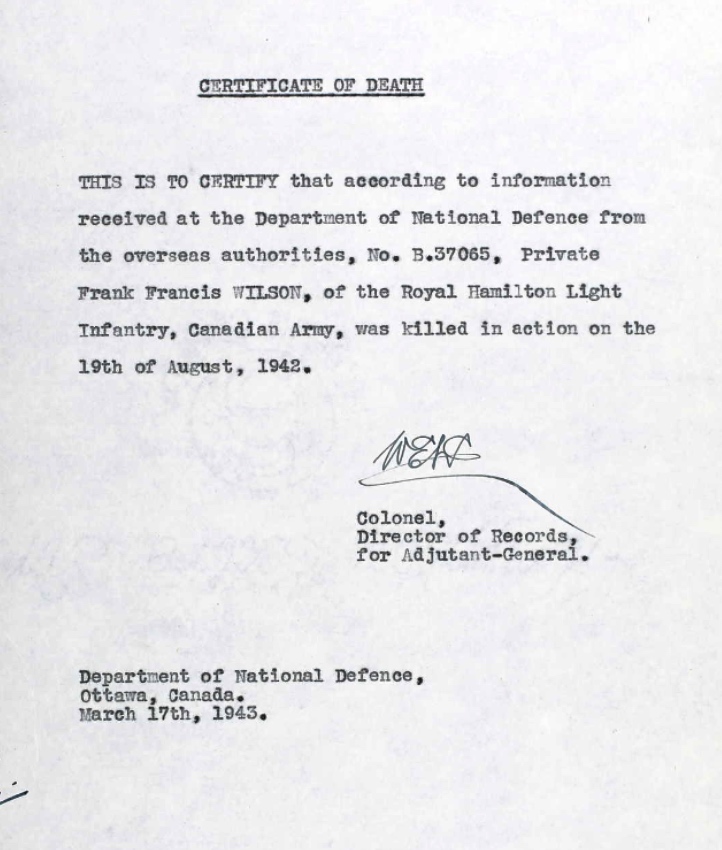 CERTIFICATE OF DEATH
THIS IS TO CERTIFY that according to information
received at the Department of National Defence from
the overseas authorities, No. B.37065, Private
Frank Francis WILSON, of the Royal Hamilton Light
Infantry, Canadian Army, was killed in action on the
19th of August, 1942.
Colonel,
Director of Records,
for Adjutant-General.
Department of National Defence,
Ottawa, Canada.
March 17th, 1943.